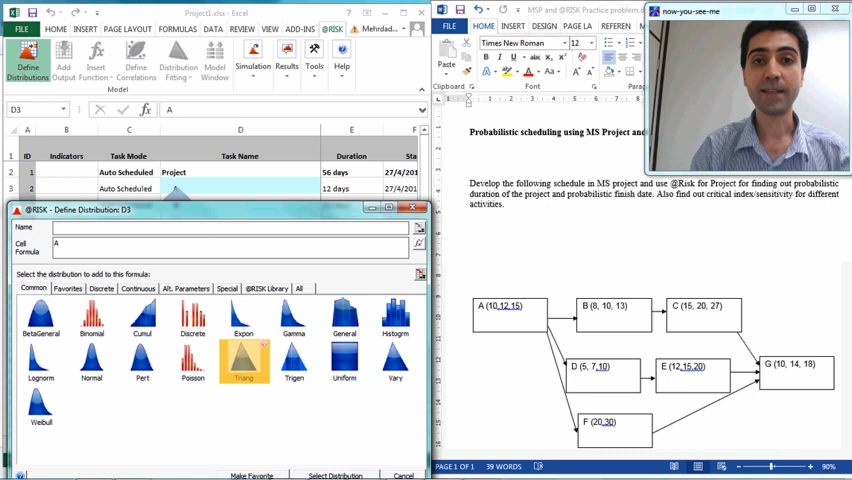 Project1.xlsx - Excel
FILE HOME INSERT PAGE LAYOUT FORMULAS DATA REVIEW VIEW ADD-INS @RISK Mehrdad...
Define Distributions
Add Output
Insert Function
Define Correlations
Distribution Fitting
Model Window
Simulation
Results
Tools
Help
Model
D3
A
A B C D E F
1 ID Indicators Task Mode Task Name Duration Sta
2 1 Auto Scheduled Project 56 days 27/4/201
3 2 Auto Scheduled 12 days 27/4/201
@RISK - Define Distribution: D3
Name
Cell Formula
A
Select the distribution to add to this formula:
Common Favorites Discrete Continuous Alt. Parameters Special @RISK Library All
BetaGeneral Binomial Cumul Discrete Expon Gamma General Histogrm
Lognorm Normal Pert Poisson Triang Trigen Uniform Vary
Weibull
Make Favorite Select Distribution Cancel
MSP and @RISK Practice problem.d
now-you-see-me
FILE HOME INSERT DESIGN PAGE LA REFEREN
Paste
Times New Roman 12
Clipboard Font
Probabilistic scheduling using MS Project and
Develop the following schedule in MS project and use @Risk for Project for finding out probabilistic
duration of the project and probabilistic finish date. Also find out critical index/sensitivity for different
activities.
A (10,12,15)
B (8, 10, 13)
C (15, 20, 27)
D (5, 7,10)
E (12,15,20)
G (10, 14, 18)
F (20,30)
PAGE 1 OF 1 39 WORDS 90%